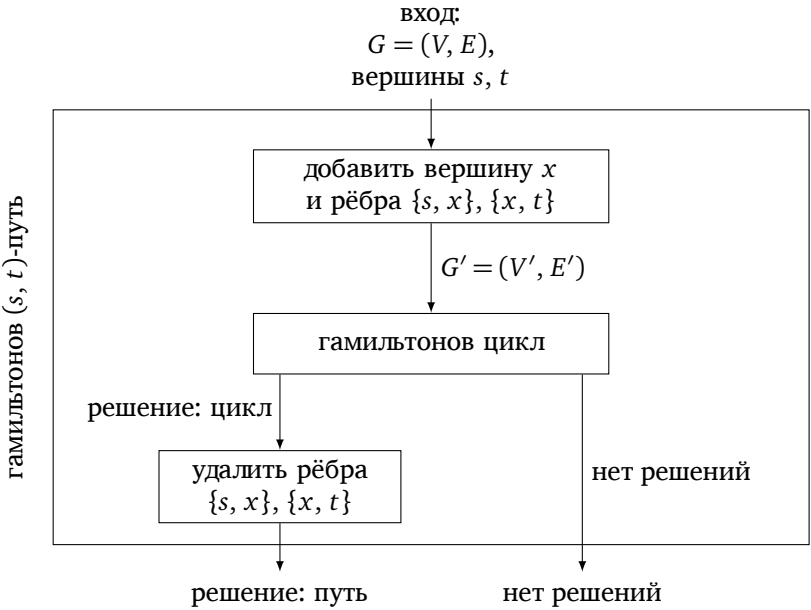 вход:
G = (V, E),
вершины s, t
гамильтонов (s, t)-путь
добавить вершину x
и рёбра {s, x}, {x, t}
G′ = (V′, E′)
гамильтонов цикл
решение: цикл
удалить рёбра
{s, x}, {x, t}
нет решений
решение: путь
нет решений